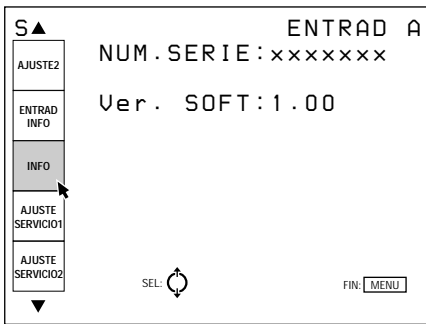 S▲
ENTRAD A
AJUSTE2
NUM.SERIE:xxxxxxx
ENTRAD
INFO
Ver. SOFT:1.00
INFO
AJUSTE
SERVICIO1
AJUSTE
SERVICIO2
▼
SEL:
FIN: MENU